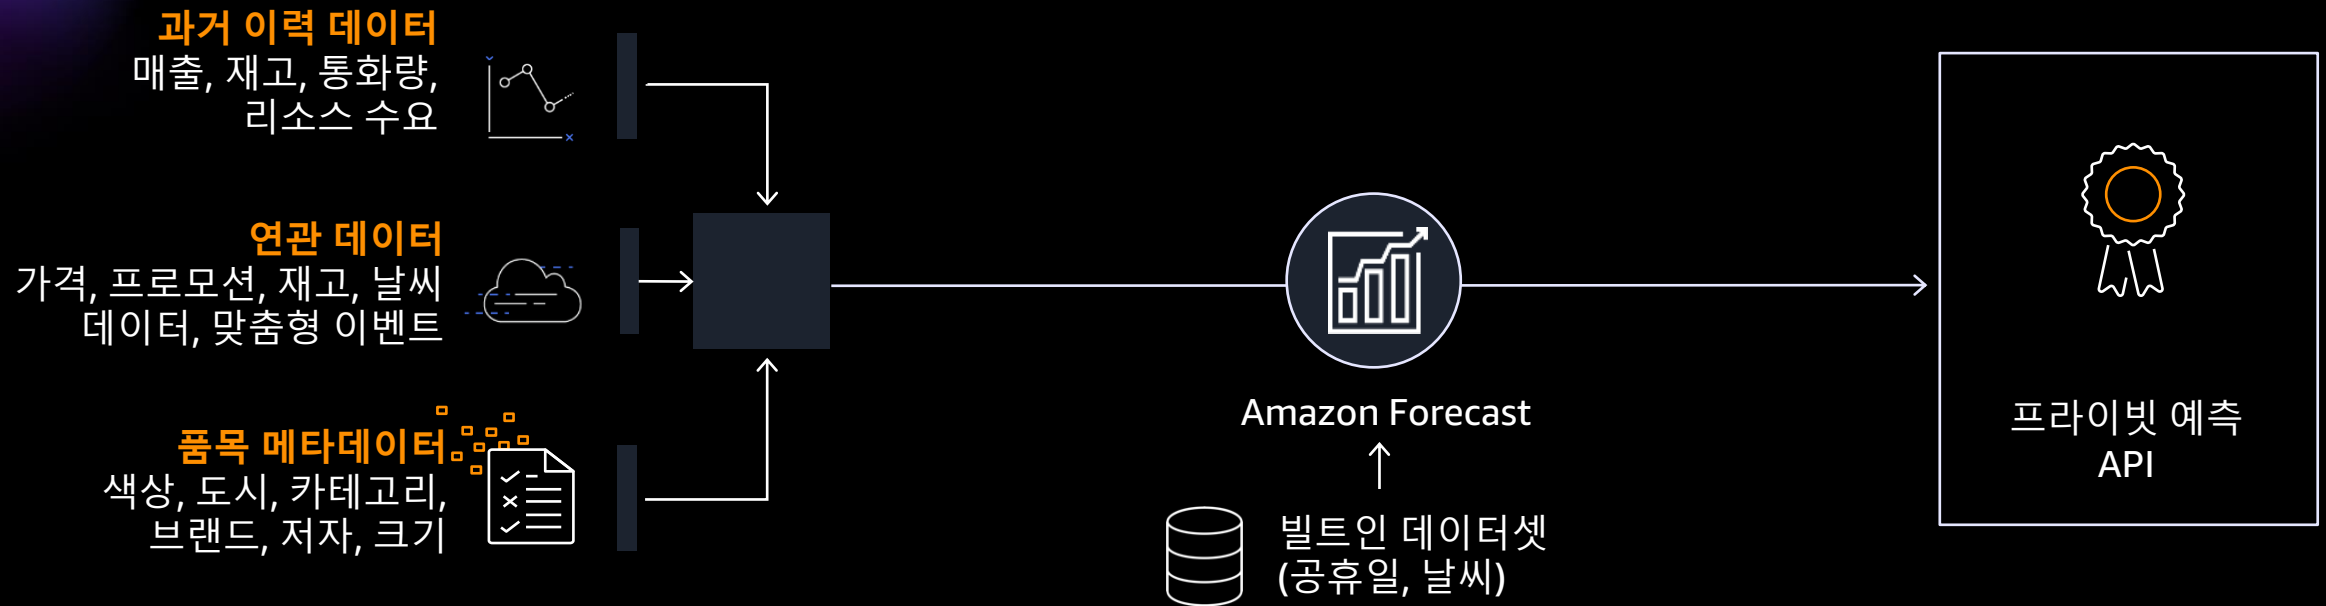 과거 이력 데이터
매출, 재고, 통화량,
리소스 수요
연관 데이터
가격, 프로모션, 재고, 날씨
데이터, 맞춤형 이벤트
품목 메타데이터
색상, 도시, 카테고리,
브랜드, 저자, 크기
Amazon Forecast
빌트인 데이터셋
(공휴일, 날씨)
프라이빗 예측
API